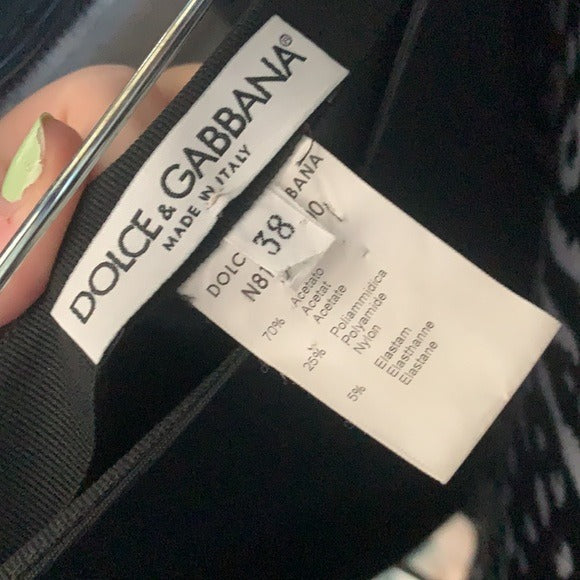 DOLCE & GABBANA®
MADE IN ITALY
38
DOLC BANA
N81
70% Acetato
Acetat
Acetate
25% Poliammidica
Polyamide
Nylon
5% Elastam
Elasthanne
Elastane